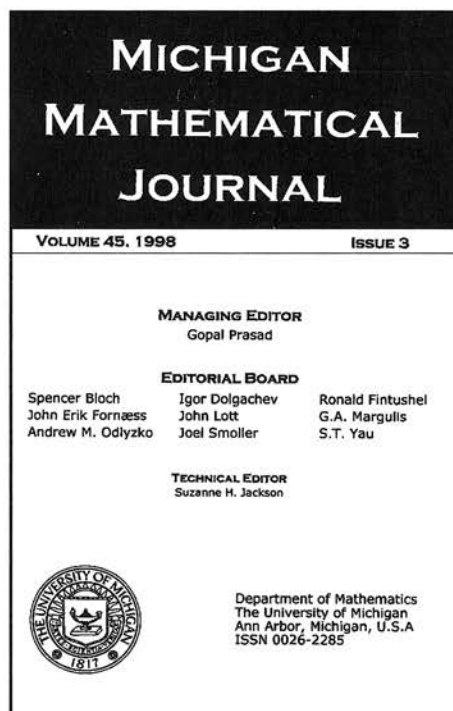 MICHIGAN
MATHEMATICAL
JOURNAL
VOLUME 45, 1998 ISSUE 3
MANAGING EDITOR
Gopal Prasad
EDITORIAL BOARD
Spencer Bloch Igor Dolgachev Ronald Fintushel
John Erik Fornæss John Lott G.A. Margulis
Andrew M. Odlyzko Joel Smoller S.T. Yau
TECHNICAL EDITOR
Suzanne H. Jackson
THE UNIVERSITY OF MICHIGAN
1817
Department of Mathematics
The University of Michigan
Ann Arbor, Michigan, U.S.A
ISSN 0026-2285